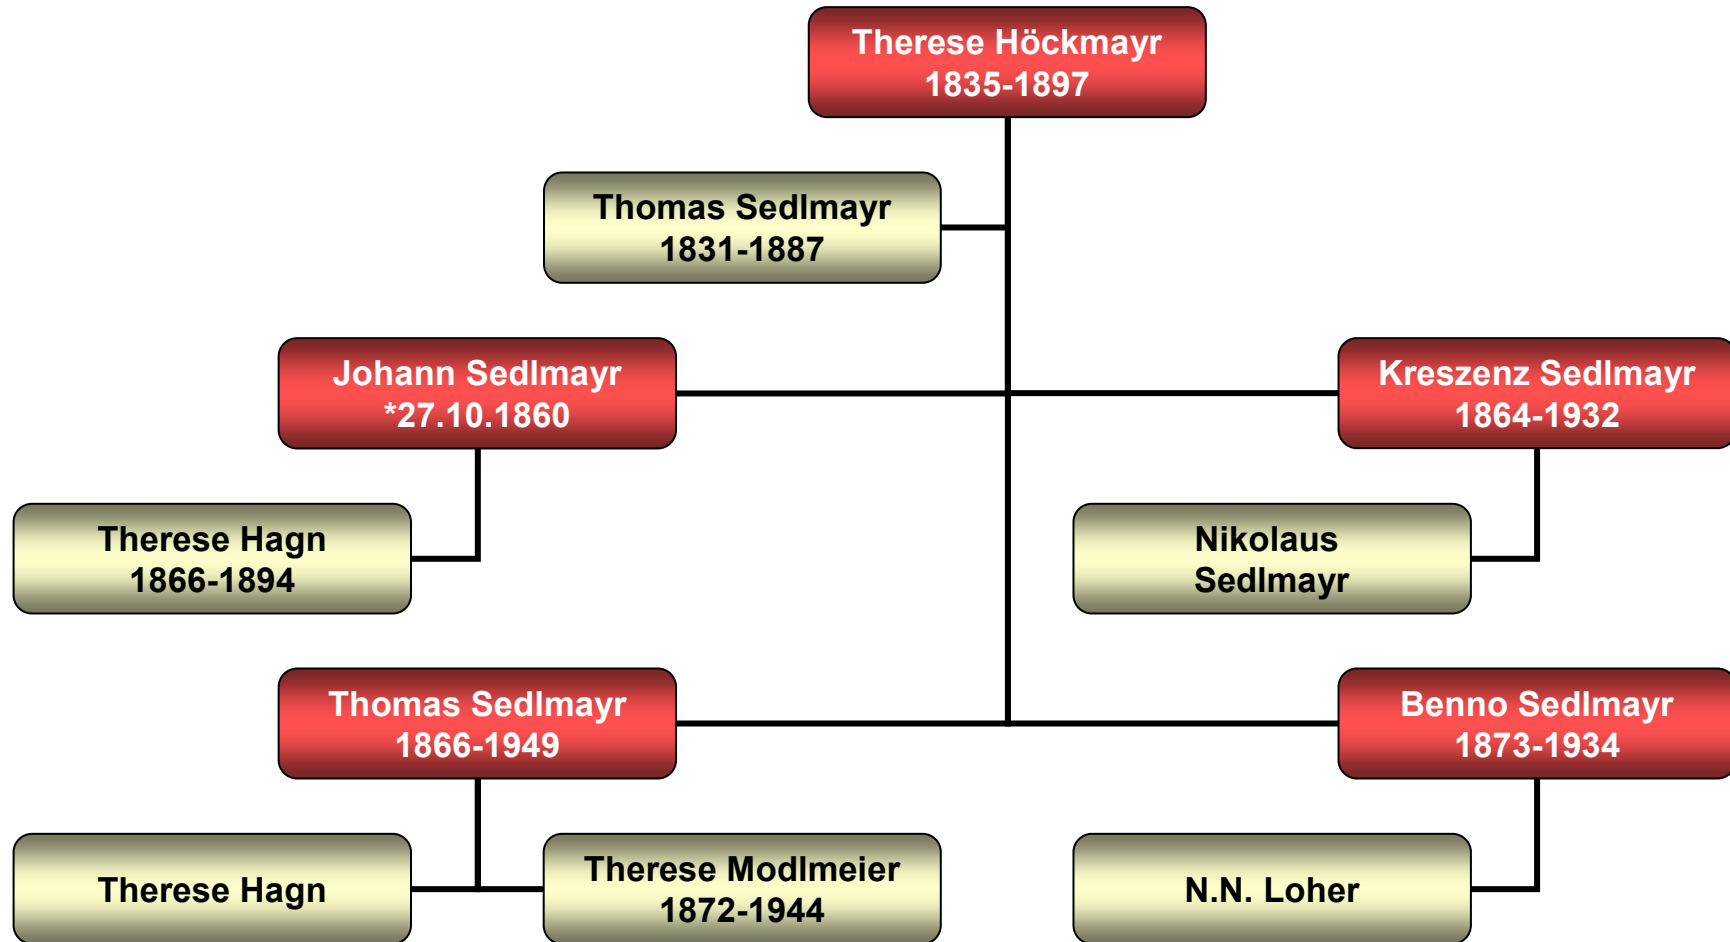 Therese Höckmayr
1835-1897
Thomas Sedlmayr
1831-1887
Johann Sedlmayr
*27.10.1860
Kreszenz Sedlmayr
1864-1932
Therese Hagn
1866-1894
Nikolaus
Sedlmayr
Thomas Sedlmayr
1866-1949
Benno Sedlmayr
1873-1934
Therese Hagn
Therese Modlmeier
1872-1944
N.N. Loher